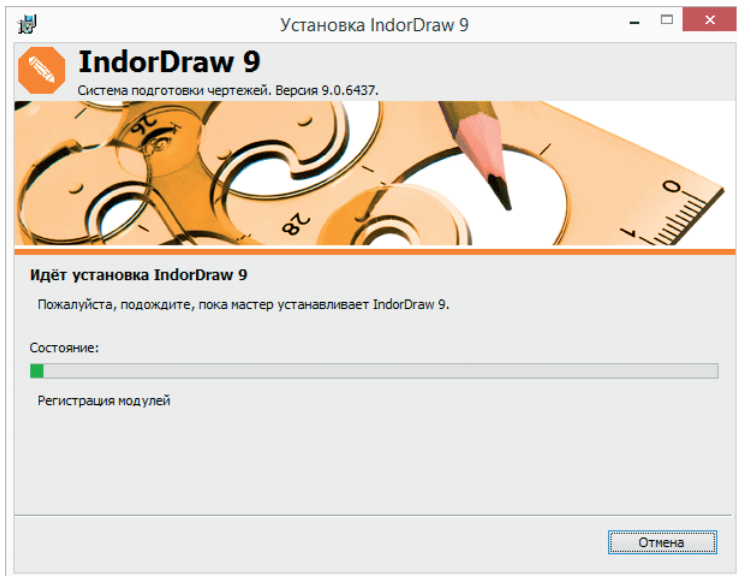 Установка IndorDraw 9
IndorDraw 9
Система подготовки чертежей. Версия 9.0.6437.
26
28
0
1
Идёт установка IndorDraw 9
Пожалуйста, подождите, пока мастер устанавливает IndorDraw 9.
Состояние:
Регистрация модулей
Отмена